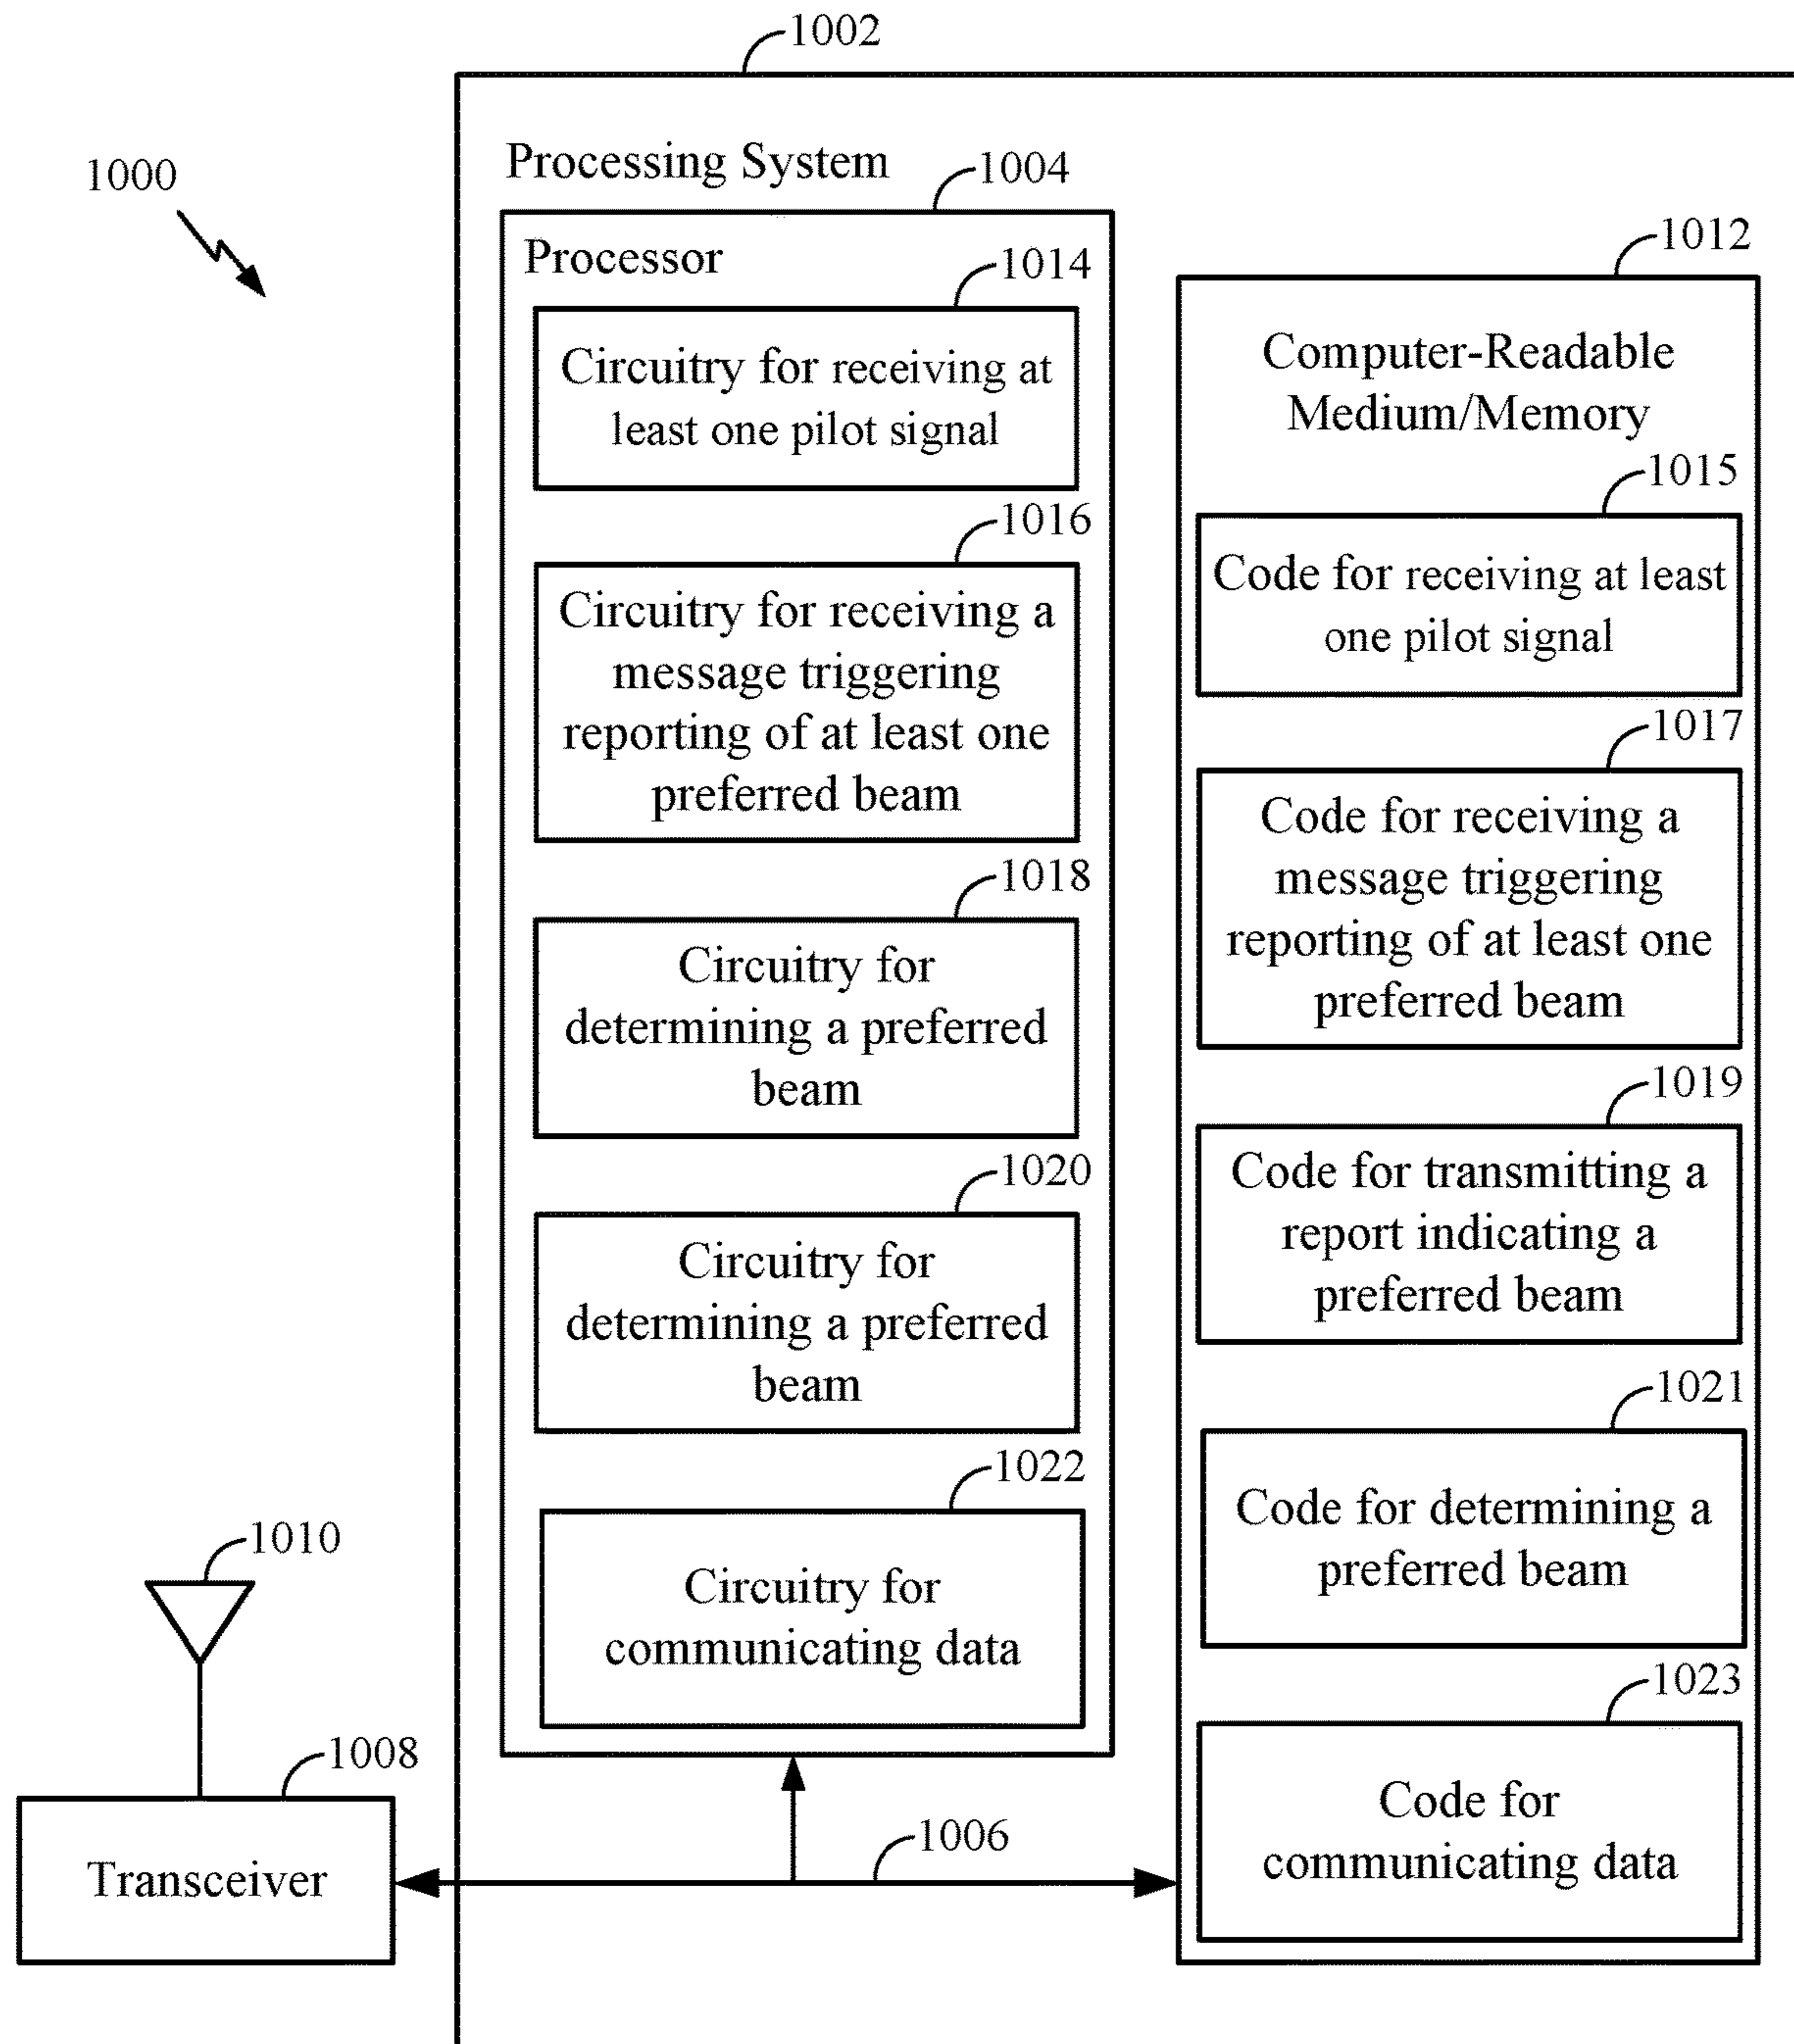 1002
1000
Processing System
1004
Processor
1014
Circuitry for receiving at
least one pilot signal
1016
Circuitry for receiving a
message triggering
reporting of at least one
preferred beam
1018
Circuitry for
determining a preferred
beam
1020
Circuitry for
determining a preferred
beam
1022
Circuitry for
communicating data
1012
Computer-Readable
Medium/Memory
1015
Code for receiving at least
one pilot signal
1017
Code for receiving a
message triggering
reporting of at least one
preferred beam
1019
Code for transmitting a
report indicating a
preferred beam
1021
Code for determining a
preferred beam
1023
Code for
communicating data
1010
1008
Transceiver
1006